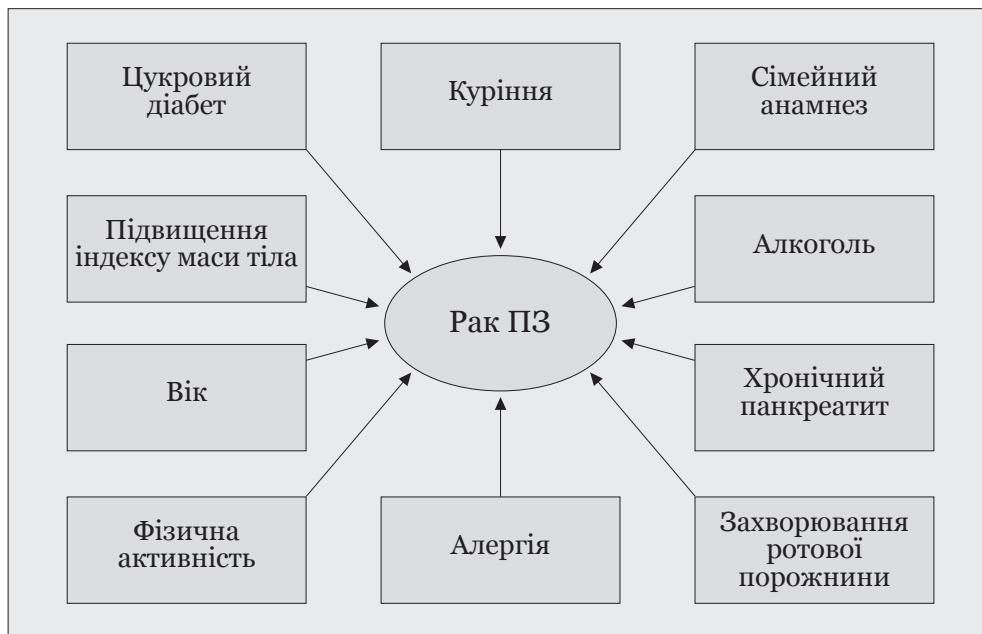 Цукровий
діабет
Куріння
Сімейний
анамнез
Підвищення
індексу маси тіла
Алкоголь
Рак ПЗ
Вік
Хронічний
панкреатит
Фізична
активність
Алергія
Захворювання
ротової
порожнини